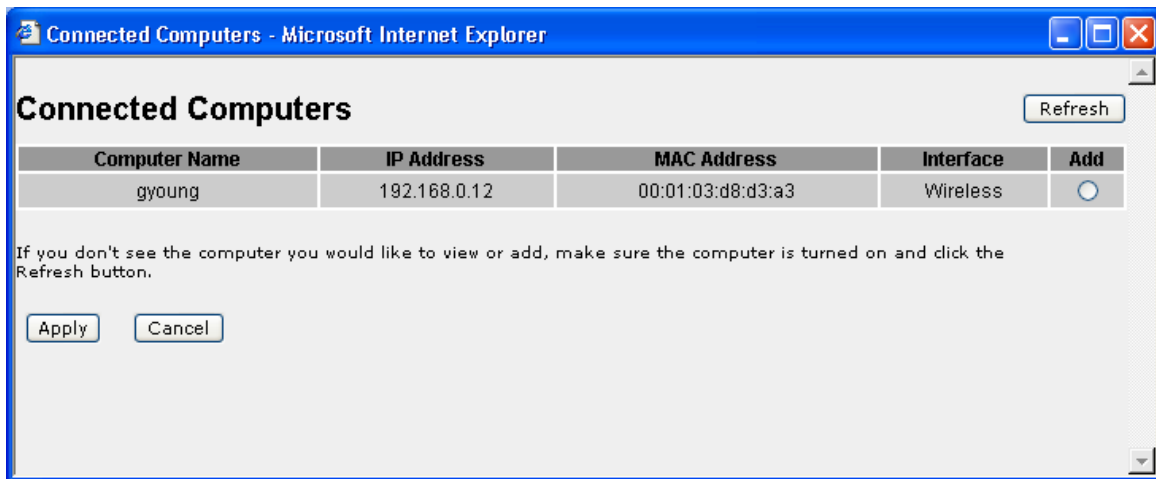 Connected Computers - Microsoft Internet Explorer
Connected Computers
Refresh
Computer Name IP Address MAC Address Interface Add
gyoung 192.168.0.12 00:01:03:d8:d3:a3 Wireless
If you don't see the computer you would like to view or add, make sure the computer is turned on and click the
Refresh button.
Apply Cancel